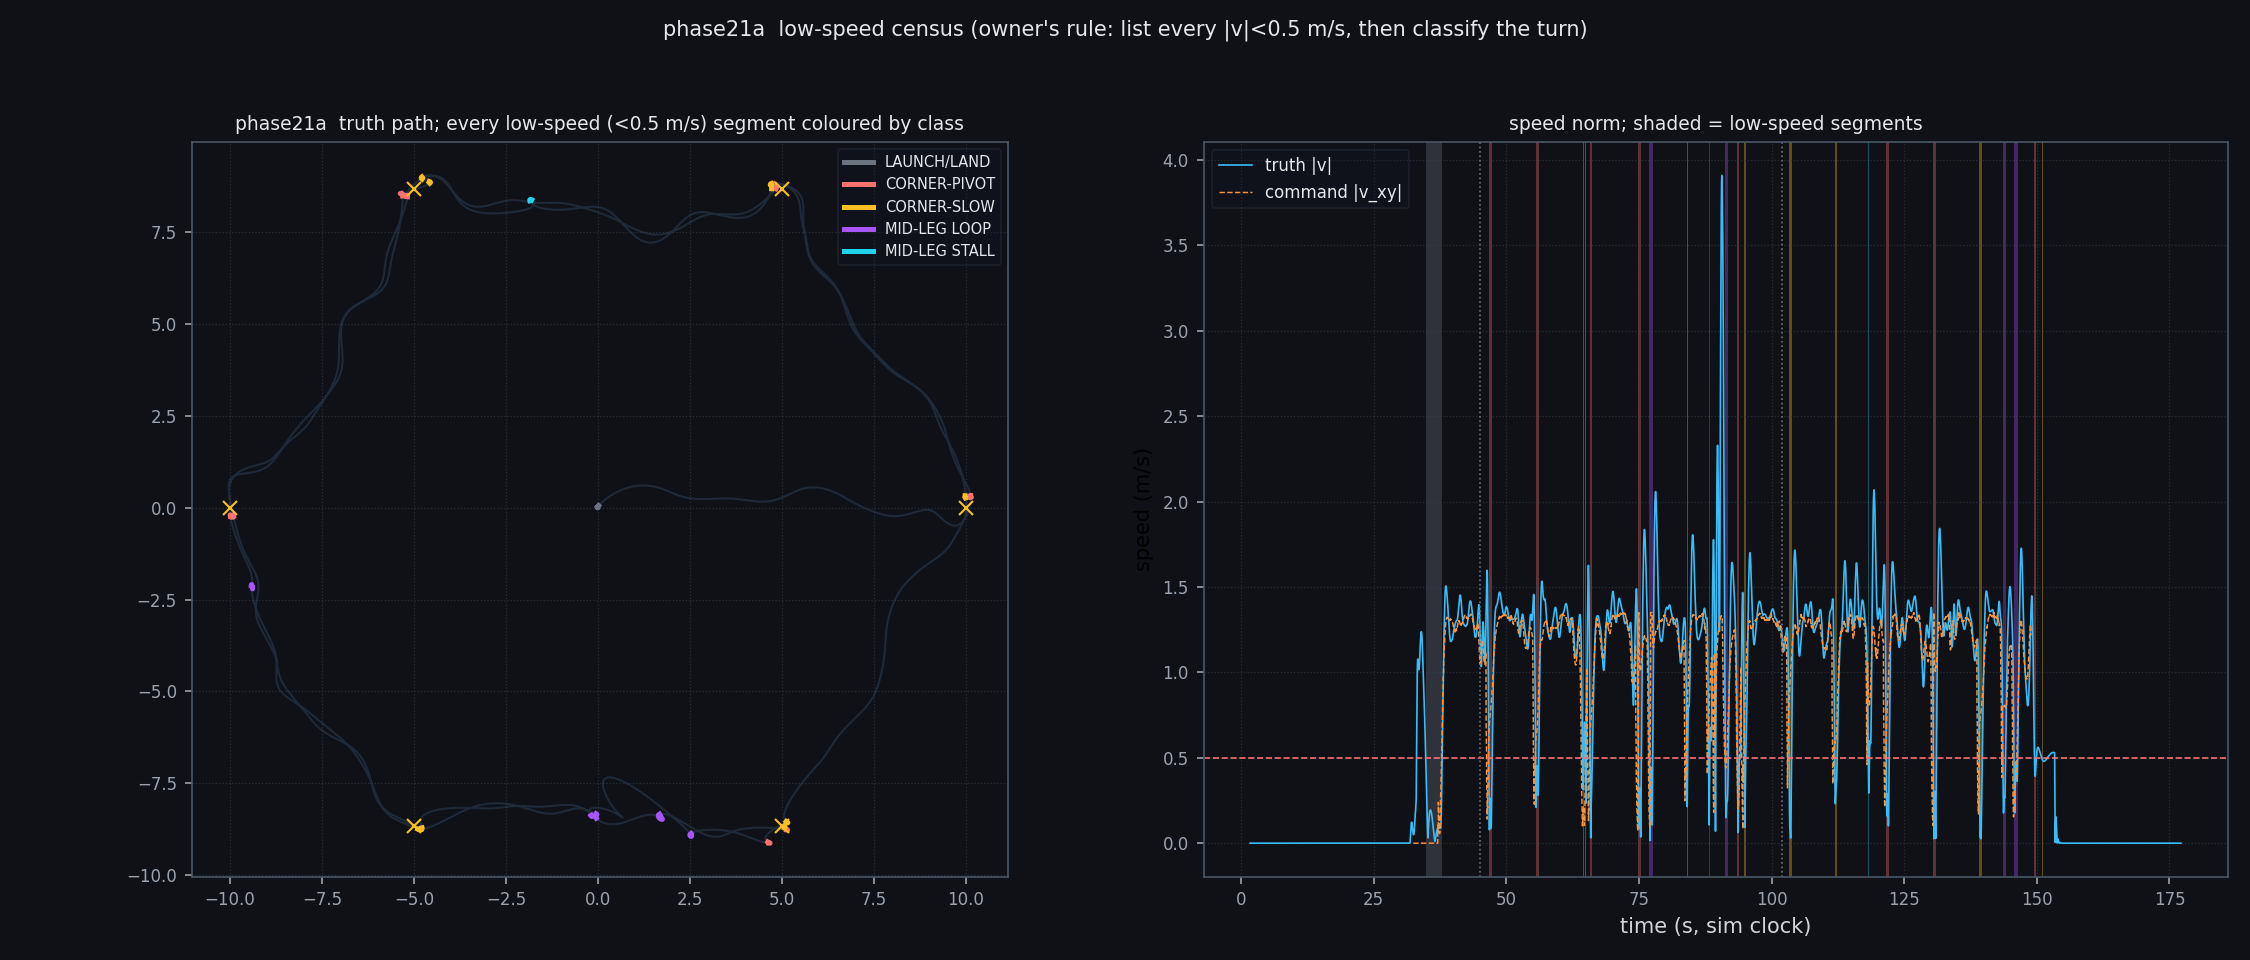 phase21a  low-speed census (owner's rule: list every |v|<0.5 m/s, then classify the turn)
phase21a  truth path; every low-speed (<0.5 m/s) segment coloured by class
LAUNCH/LAND
CORNER-PIVOT
CORNER-SLOW
MID-LEG LOOP
MID-LEG STALL
7.5
5.0
2.5
0.0
−2.5
−5.0
−7.5
−10.0
−10.0 −7.5 −5.0 −2.5 0.0 2.5 5.0 7.5 10.0
speed norm; shaded = low-speed segments
truth |v|
command |v_xy|
speed (m/s)
4.0
3.5
3.0
2.5
2.0
1.5
1.0
0.5
0.0
0 25 50 75 100 125 150 175
time (s, sim clock)